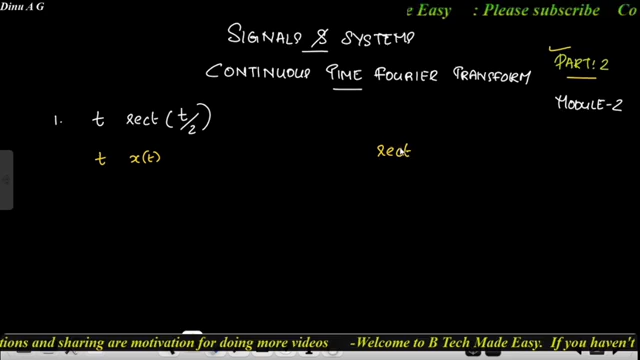 Dinu A G
Easy : Please subscribe Co
SIGNALS & SYSTEMS
CONTINUOUS TIME FOURIER TRANSFORM
PART: 2
MODULE-2
1. t rect (t/2)
t x(t) rect
tions and sharing are motivation for doing more videos -Welcome to B Tech Made Easy. If you haven't